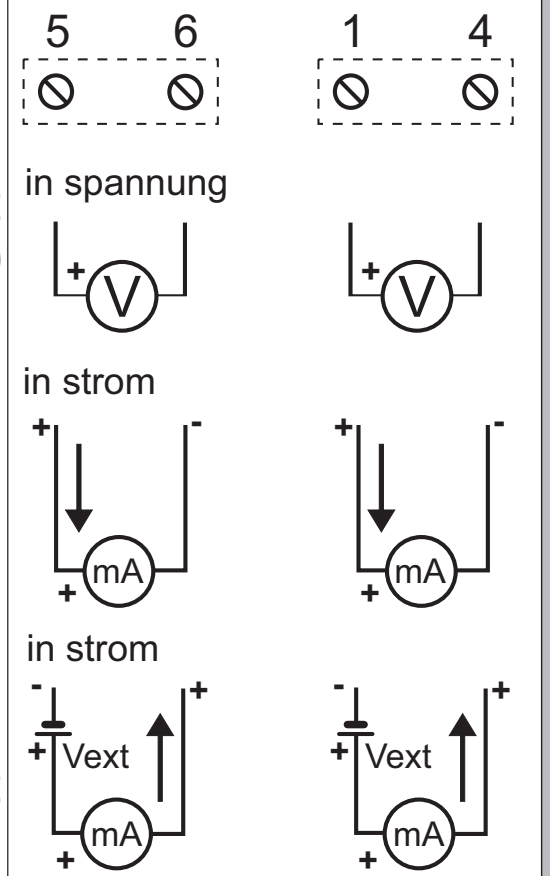 5 6 1 4
in spannung
+ +
V V
in strom
+ - + -
mA mA
+ +
in strom
- + - +
+ Vext + Vext
mA mA
+ +